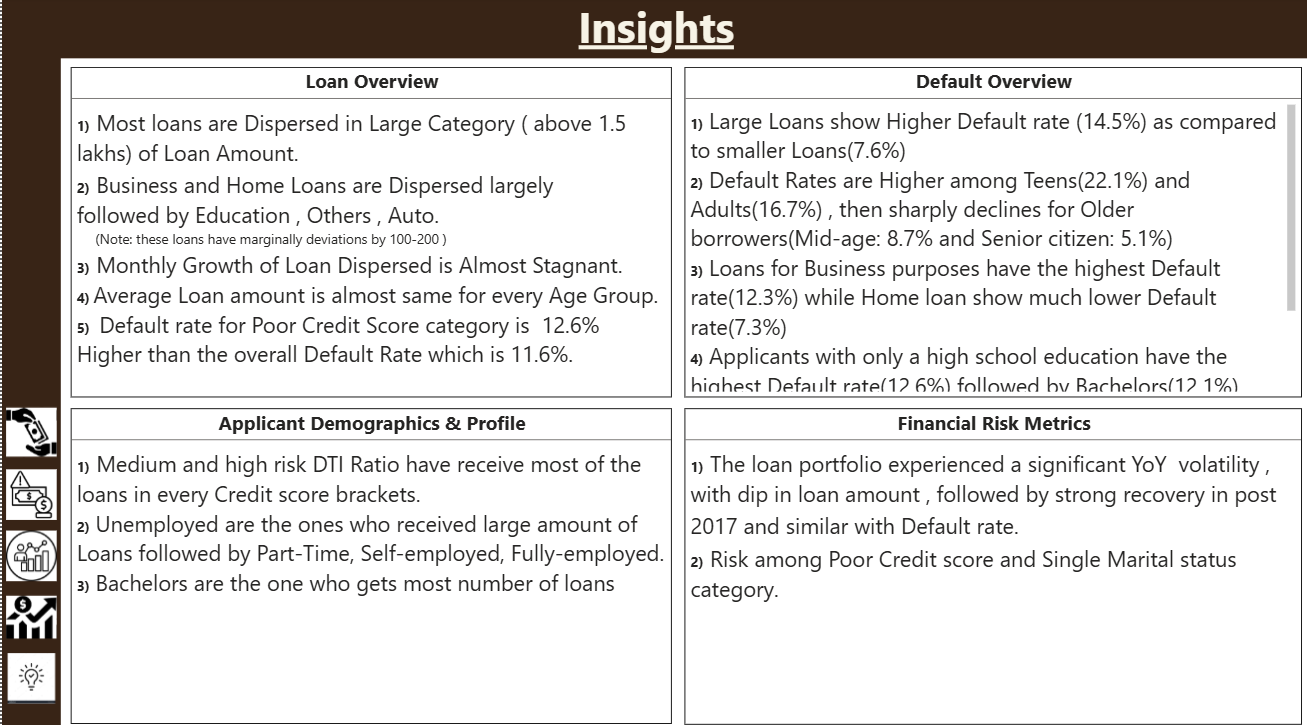 Insights
Loan Overview
1) Most loans are Dispersed in Large Category ( above 1.5
lakhs) of Loan Amount.
2) Business and Home Loans are Dispersed largely
followed by Education , Others , Auto.
(Note: these loans have marginally deviations by 100-200 )
3) Monthly Growth of Loan Dispersed is Almost Stagnant.
4) Average Loan amount is almost same for every Age Group.
5) Default rate for Poor Credit Score category is 12.6%
Higher than the overall Default Rate which is 11.6%.
Default Overview
1) Large Loans show Higher Default rate (14.5%) as compared
to smaller Loans(7.6%)
2) Default Rates are Higher among Teens(22.1%) and
Adults(16.7%) , then sharply declines for Older
borrowers(Mid-age: 8.7% and Senior citizen: 5.1%)
3) Loans for Business purposes have the highest Default
rate(12.3%) while Home loan show much lower Default
rate(7.3%)
4) Applicants with only a high school education have the
highest Default rate(12.6%) followed by Bachelors(12.1%)
Applicant Demographics & Profile
1) Medium and high risk DTI Ratio have receive most of the
loans in every Credit score brackets.
2) Unemployed are the ones who received large amount of
Loans followed by Part-Time, Self-employed, Fully-employed.
3) Bachelors are the one who gets most number of loans
Financial Risk Metrics
1) The loan portfolio experienced a significant YoY volatility ,
with dip in loan amount , followed by strong recovery in post
2017 and similar with Default rate.
2) Risk among Poor Credit score and Single Marital status
category.